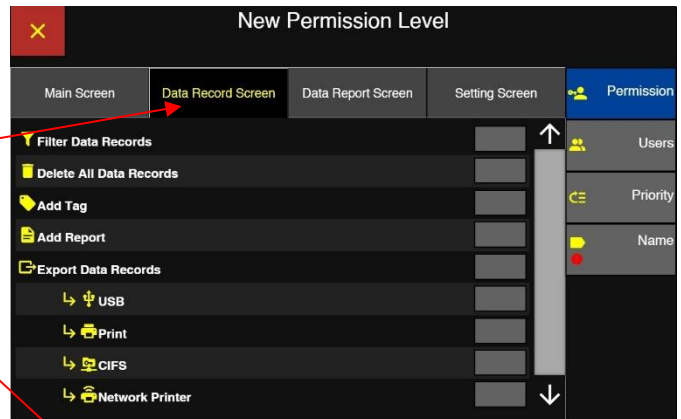 New Permission Level
Main Screen
Data Record Screen
Data Report Screen
Setting Screen
Permission
Filter Data Records
Users
Delete All Data Records
Add Tag
Priority
Add Report
Name
Export Data Records
USB
Print
CIFS
Network Printer